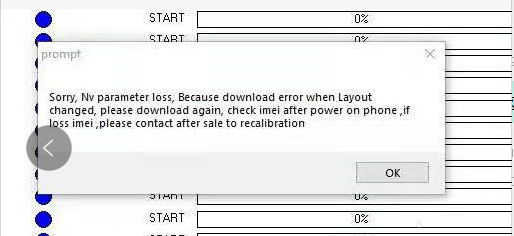 START 0%
START 0%
prompt
Sorry, Nv parameter loss, Because download error when Layout
changed, please download again, check imei after power on phone ,if
loss imei ,please contact after sale to recalibration
OK
START 0%
START 0%